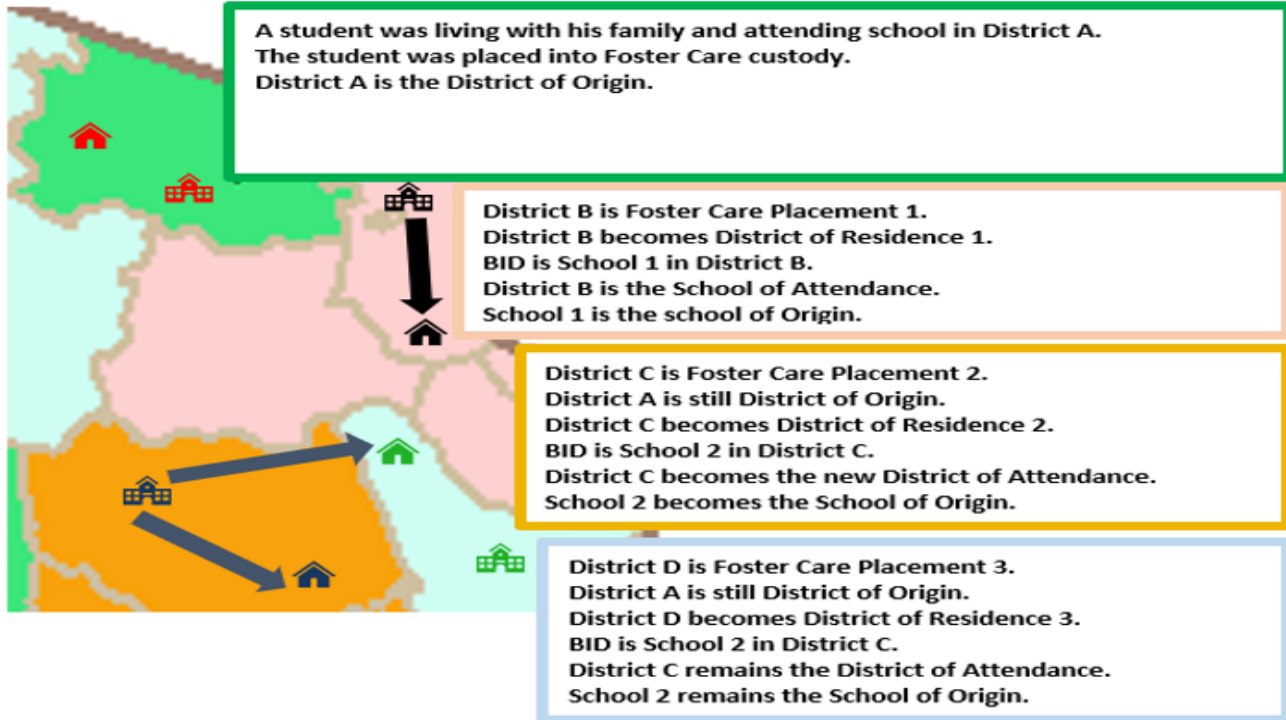 A student was living with his family and attending school in District A.
The student was placed into Foster Care custody.
District A is the District of Origin.
District B is Foster Care Placement 1.
District B becomes District of Residence 1.
BID is School 1 in District B.
District B is the School of Attendance.
School 1 is the school of Origin.
District C is Foster Care Placement 2.
District A is still District of Origin.
District C becomes District of Residence 2.
BID is School 2 in District C.
District C becomes the new District of Attendance.
School 2 becomes the School of Origin.
District D is Foster Care Placement 3.
District A is still District of Origin.
District D becomes District of Residence 3.
BID is School 2 in District C.
District C remains the District of Attendance.
School 2 remains the School of Origin.